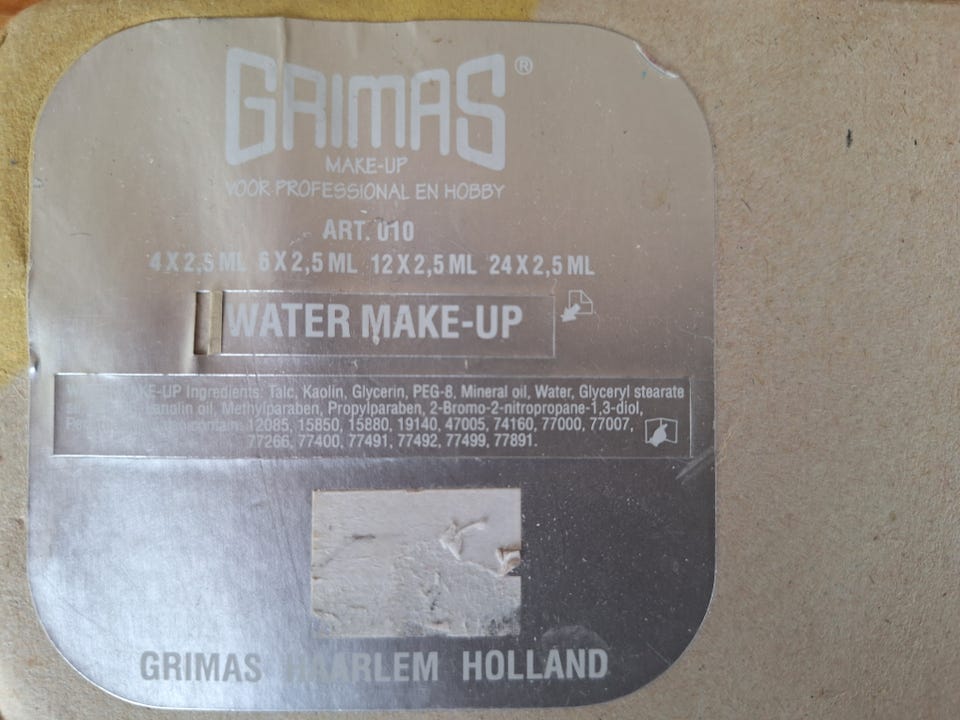 GRIMAS®
MAKE-UP
VOOR PROFESSIONAL EN HOBBY
ART. 010
4 X 2,5 ML 6 X 2,5 ML 12 X 2,5 ML 24 X 2,5 ML
WATER MAKE-UP
MAKE-UP Ingredients: Talc, Kaolin, Glycerin, PEG-8, Mineral oil, Water, Glyceryl stearate
Lanolin oil, Methylparaben, Propylparaben, 2-Bromo-2-nitropropane-1,3-diol,
contain: 12085, 15850, 15880, 19140, 47005, 74160, 77000, 77007,
77266, 77400, 77491, 77492, 77499, 77891.
GRIMAS HAARLEM HOLLAND